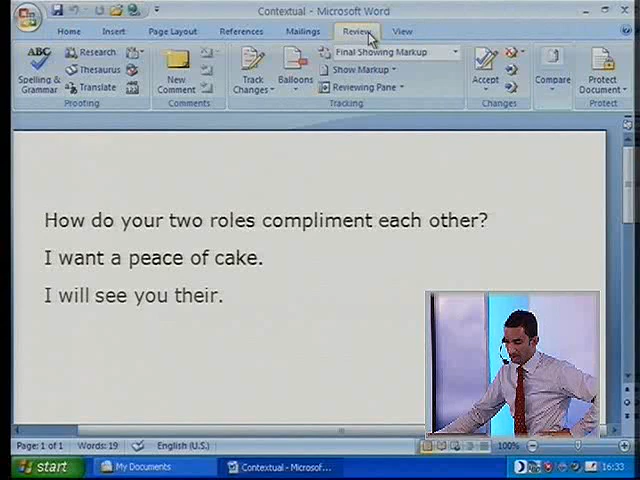 Contextual - Microsoft Word
Home Insert Page Layout References Mailings Review View
ABC
Spelling &
Grammar
Research
Thesaurus
Translate
Proofing
New
Comment
Comments
Track
Changes
Balloons
Final Showing Markup
Show Markup
Reviewing Pane
Tracking
Accept
Changes
Compare
Protect
Document
Protect
How do your two roles compliment each other?
I want a peace of cake.
I will see you their.
Page: 1 of 1 Words: 19 English (U.S.) 100%
start My Documents Contextual - Microsof... 16:33